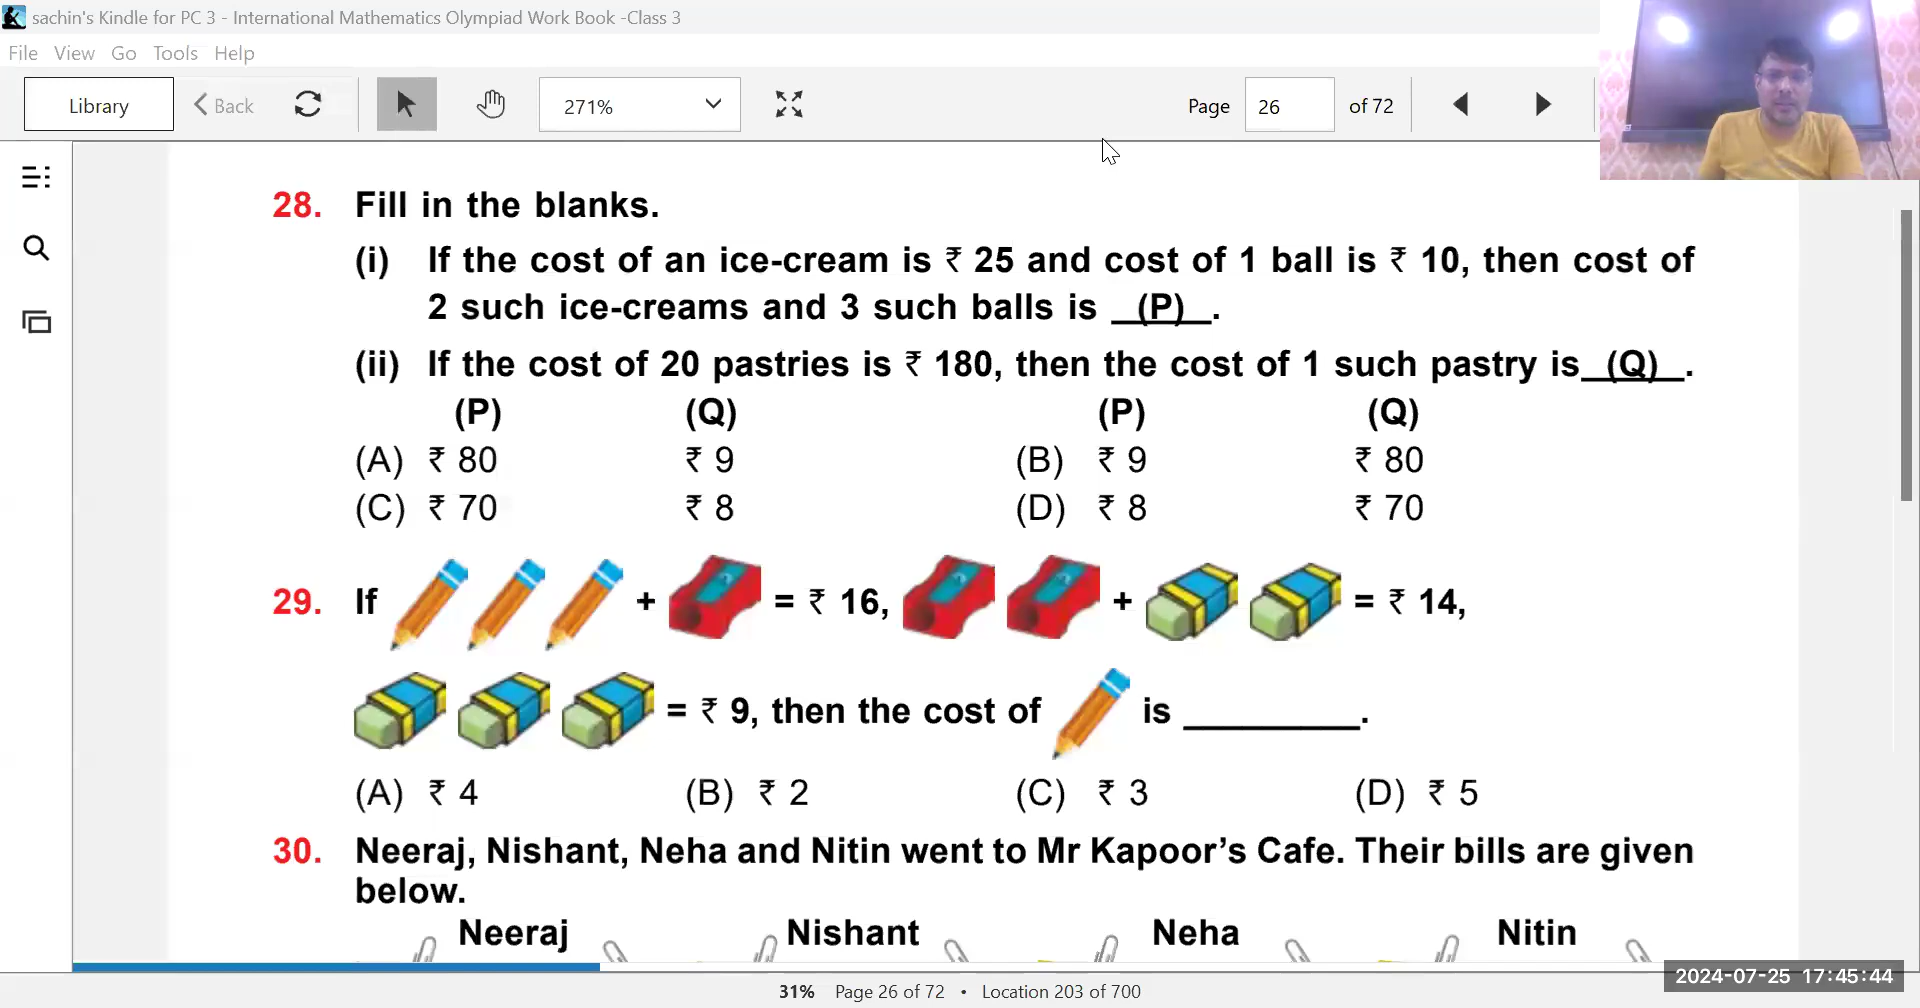 sachin's Kindle for PC 3 - International Mathematics Olympiad Work Book -Class 3
File View Go Tools Help
Library Back 271% Page 26 of 72
28. Fill in the blanks.
(i) If the cost of an ice-cream is ₹ 25 and cost of 1 ball is ₹ 10, then cost of
2 such ice-creams and 3 such balls is (P).
(ii) If the cost of 20 pastries is ₹ 180, then the cost of 1 such pastry is (Q).
(P) (Q) (P) (Q)
(A) ₹ 80 ₹ 9 (B) ₹ 9 ₹ 80
(C) ₹ 70 ₹ 8 (D) ₹ 8 ₹ 70
29. If + = ₹ 16, + = ₹ 14,
= ₹ 9, then the cost of is ________.
(A) ₹ 4 (B) ₹ 2 (C) ₹ 3 (D) ₹ 5
30. Neeraj, Nishant, Neha and Nitin went to Mr Kapoor's Cafe. Their bills are given
below.
Neeraj Nishant Neha Nitin
31% Page 26 of 72 • Location 203 of 700
2024-07-25 17:45:44